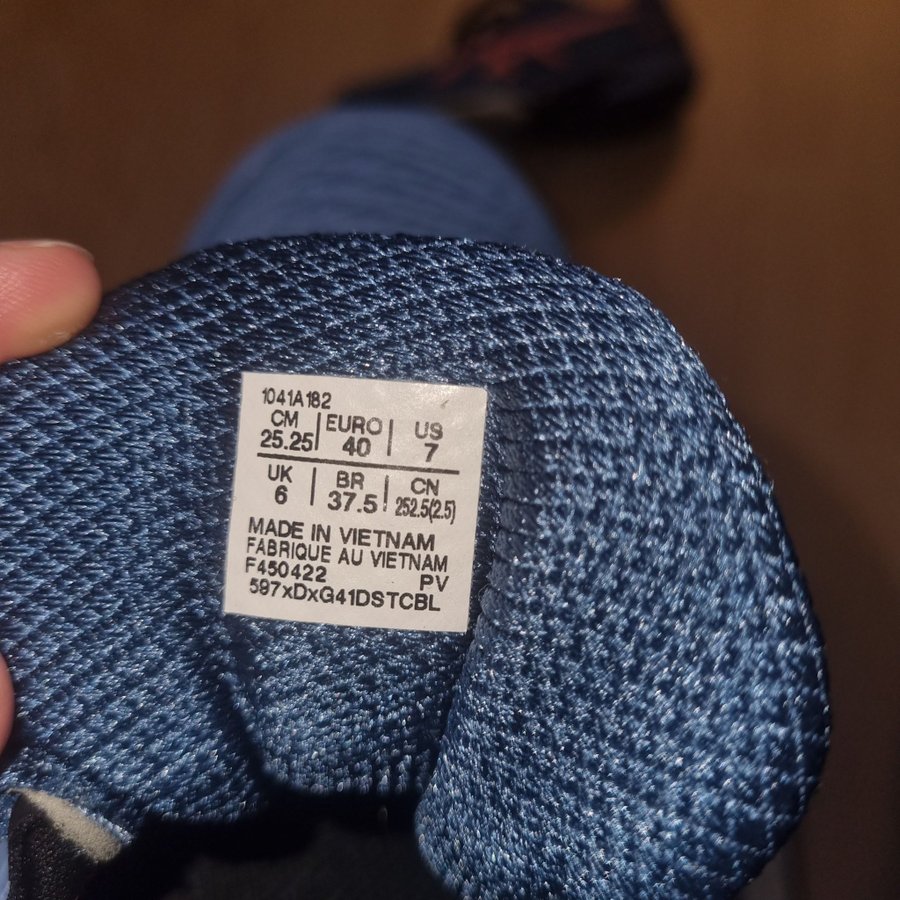 1041A182
CM EURO US
25.25 40 7
UK BR CN
6 37.5 252.5(2.5)
MADE IN VIETNAM
FABRIQUE AU VIETNAM
F450422 PV
597xDxG41DSTCBL